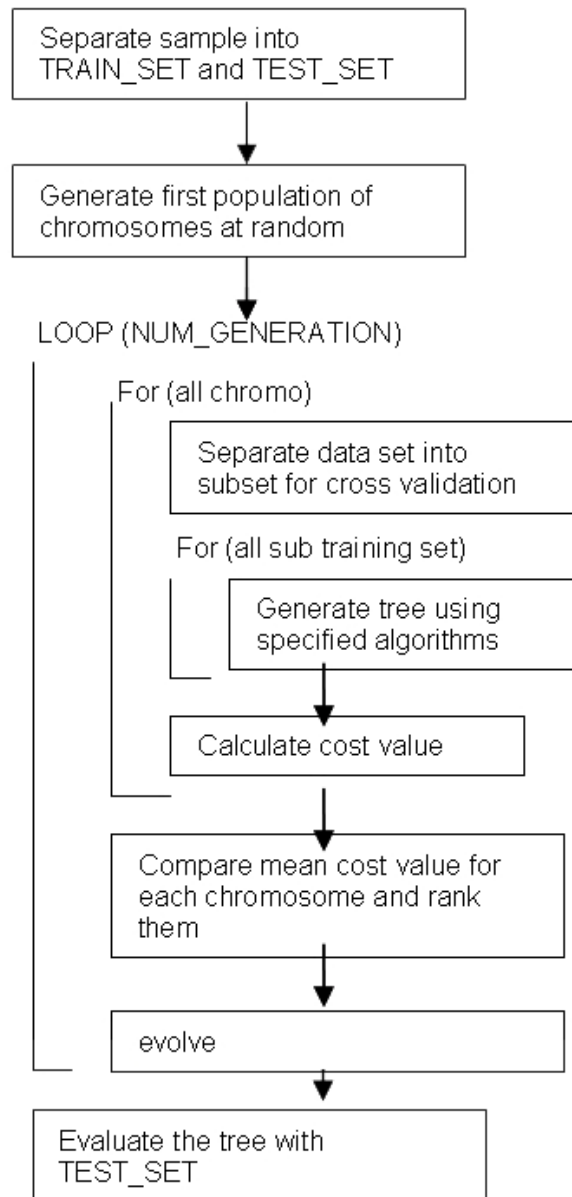 Separate sample into
TRAIN_SET and TEST_SET
Generate first population of
chromosomes at random
LOOP (NUM_GENERATION)
For (all chromo)
Separate data set into
subset for cross validation
For (all sub training set)
Generate tree using
specified algorithms
Calculate cost value
Compare mean cost value for
each chromosome and rank
them
evolve
Evaluate the tree with
TEST_SET